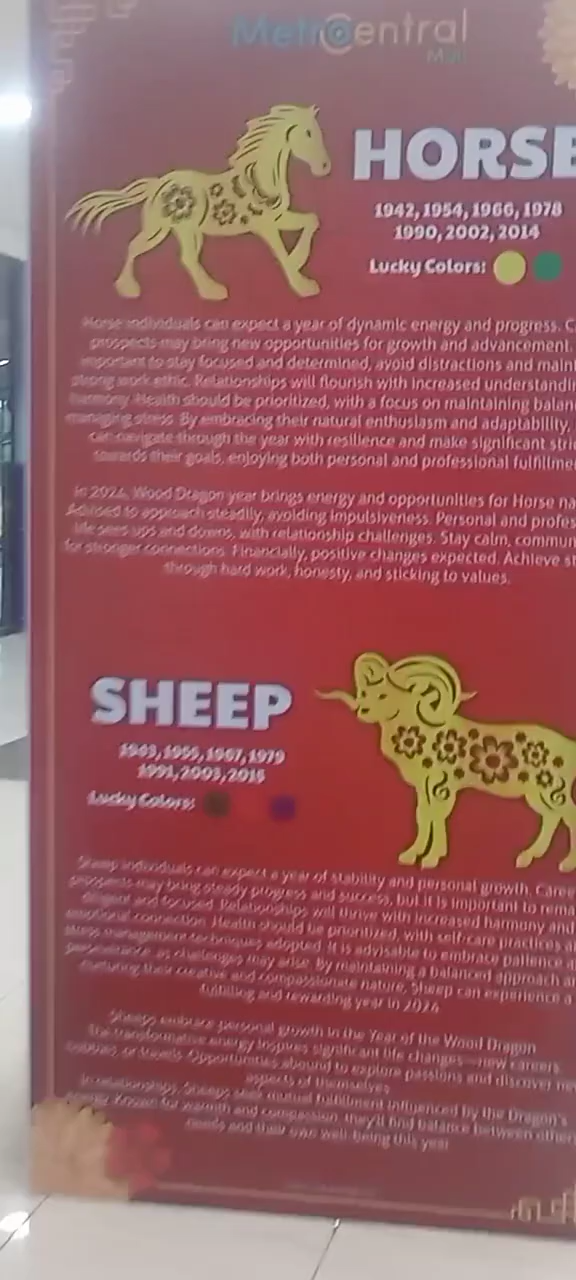 MetroCentral
Mall
HORSE
1942, 1954, 1966, 1978
1990, 2002, 2014
Lucky Colors:
Horse individuals can expect a year of dynamic energy and progress. C
prospects may bring new opportunities for growth and advancement.
important to stay focused and determined, avoid distractions and maint
strong work ethic. Relationships will flourish with increased understandin
harmony. Health should be prioritized, with a focus on maintaining balan
managing stress. By embracing their natural enthusiasm and adaptability,
can navigate through the year with resilience and make significant stri
towards their goals, enjoying both personal and professional fulfillme
In 2024, Wood Dragon year brings energy and opportunities for Horse na
Advised to approach steadily, avoiding impulsiveness. Personal and profes
life sees ups and downs, with relationship challenges. Stay calm, commun
for stronger connections. Financially, positive changes expected. Achieve st
through hard work, honesty, and sticking to values.
SHEEP
1943, 1955, 1967, 1979
1991, 2003, 2015
Lucky Colors:
Sheep individuals can expect a year of stability and personal growth. Caree
prospects may bring steady progress and success, but it is important to rema
diligent and focused. Relationships will thrive with increased harmony and
emotional connection. Health should be prioritized, with self-care practices a
stress management techniques adopted. It is advisable to embrace patience a
perseverance, as challenges may arise. By maintaining a balanced approach a
nurturing their creative and compassionate nature, Sheep can experience a
fulfilling and rewarding year in 2024
Sheeps embrace personal growth in the Year of the Wood Dragon
The transformative energy inspires significant life changes—new careers,
hobbies, or travels. Opportunities abound to explore passions and discover new
aspects of themselves
In relationships, Sheeps seek mutual fulfillment influenced by the Dragon's
energy. Known for warmth and compassion, they'll find balance between other
needs and their own well-being this year